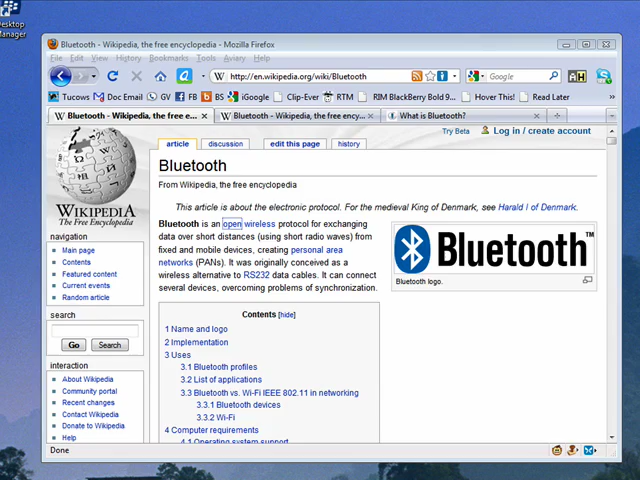 Desktop
Manager
Bluetooth - Wikipedia, the free encyclopedia - Mozilla Firefox
File Edit View History Bookmarks Tools Aviary Help
http://en.wikipedia.org/wiki/Bluetooth
Google
Tucows Doc Email GV FB BS iGoogle Clip-Ever RTM RIM BlackBerry Bold 9... Hover This! Read Later
Bluetooth - Wikipedia, the free e... Bluetooth - Wikipedia, the free ency... What is Bluetooth?
Try Beta Log in / create account
article discussion edit this page history
WIKIPEDIA
The Free Encyclopedia
Bluetooth
From Wikipedia, the free encyclopedia
This article is about the electronic protocol. For the medieval King of Denmark, see Harald I of Denmark.
Bluetooth is an open wireless protocol for exchanging
data over short distances (using short radio waves) from
fixed and mobile devices, creating personal area
networks (PANs). It was originally conceived as a
wireless alternative to RS232 data cables. It can connect
several devices, overcoming problems of synchronization.
Bluetooth™
Bluetooth logo.
navigation
Main page
Contents
Featured content
Current events
Random article
search
Go Search
interaction
About Wikipedia
Community portal
Recent changes
Contact Wikipedia
Donate to Wikipedia
Help
Contents [hide]
1 Name and logo
2 Implementation
3 Uses
3.1 Bluetooth profiles
3.2 List of applications
3.3 Bluetooth vs. Wi-Fi IEEE 802.11 in networking
3.3.1 Bluetooth devices
3.3.2 Wi-Fi
4 Computer requirements
4.1 Operating system support
Done